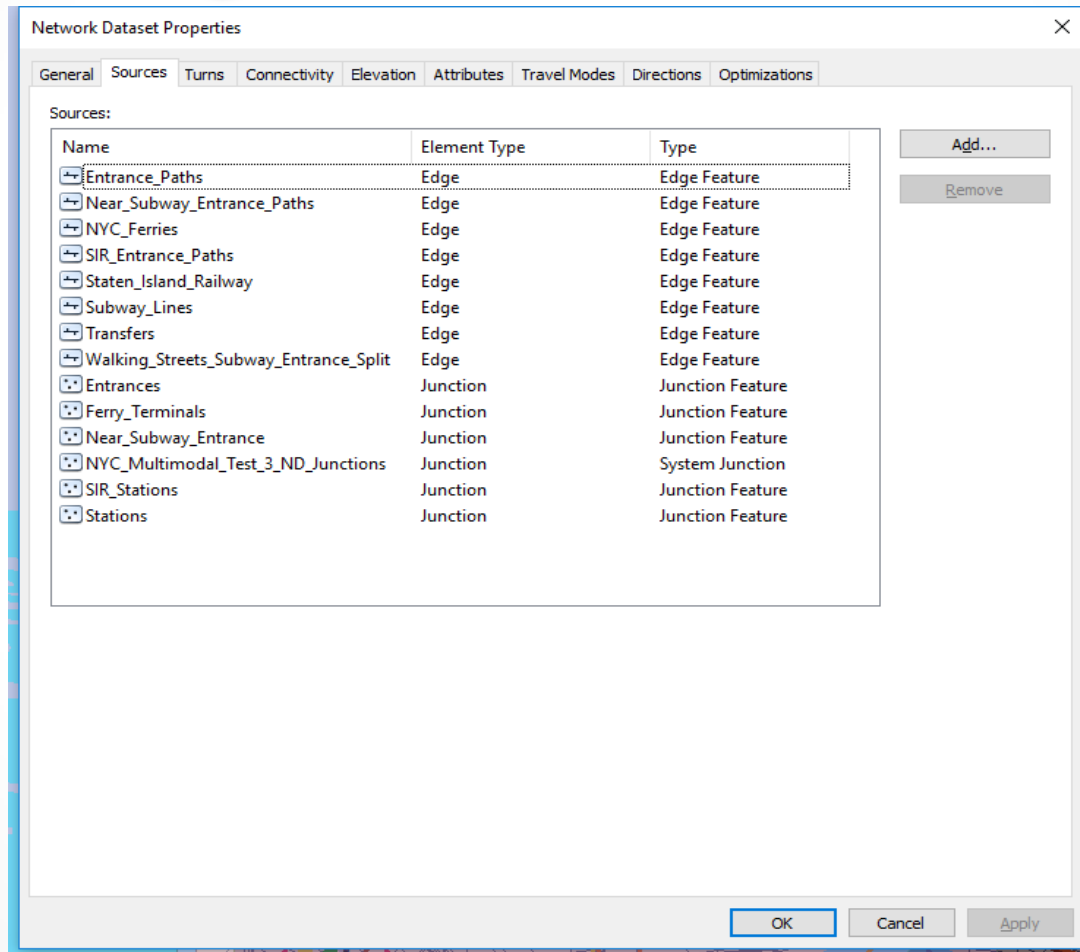 Network Dataset Properties
General Sources Turns Connectivity Elevation Attributes Travel Modes Directions Optimizations
Sources:
Name Element Type Type
Add...
Entrance_Paths Edge Edge Feature
Remove
Near_Subway_Entrance_Paths Edge Edge Feature
NYC_Ferries Edge Edge Feature
SIR_Entrance_Paths Edge Edge Feature
Staten_Island_Railway Edge Edge Feature
Subway_Lines Edge Edge Feature
Transfers Edge Edge Feature
Walking_Streets_Subway_Entrance_Split Edge Edge Feature
Entrances Junction Junction Feature
Ferry_Terminals Junction Junction Feature
Near_Subway_Entrance Junction Junction Feature
NYC_Multimodal_Test_3_ND_Junctions Junction System Junction
SIR_Stations Junction Junction Feature
Stations Junction Junction Feature
OK Cancel Apply